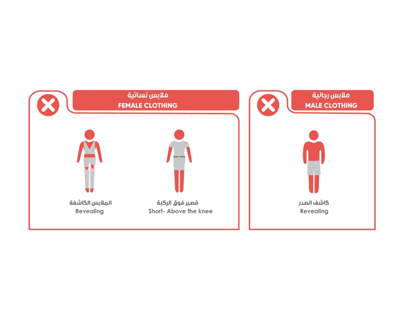 ملابس نسائية
FEMALE CLOTHING
الملابس الكاشفة
Revealing
قصير فوق الركبة
Short- Above the knee
ملابس رجالية
MALE CLOTHING
كاشف الصدر
Revealing